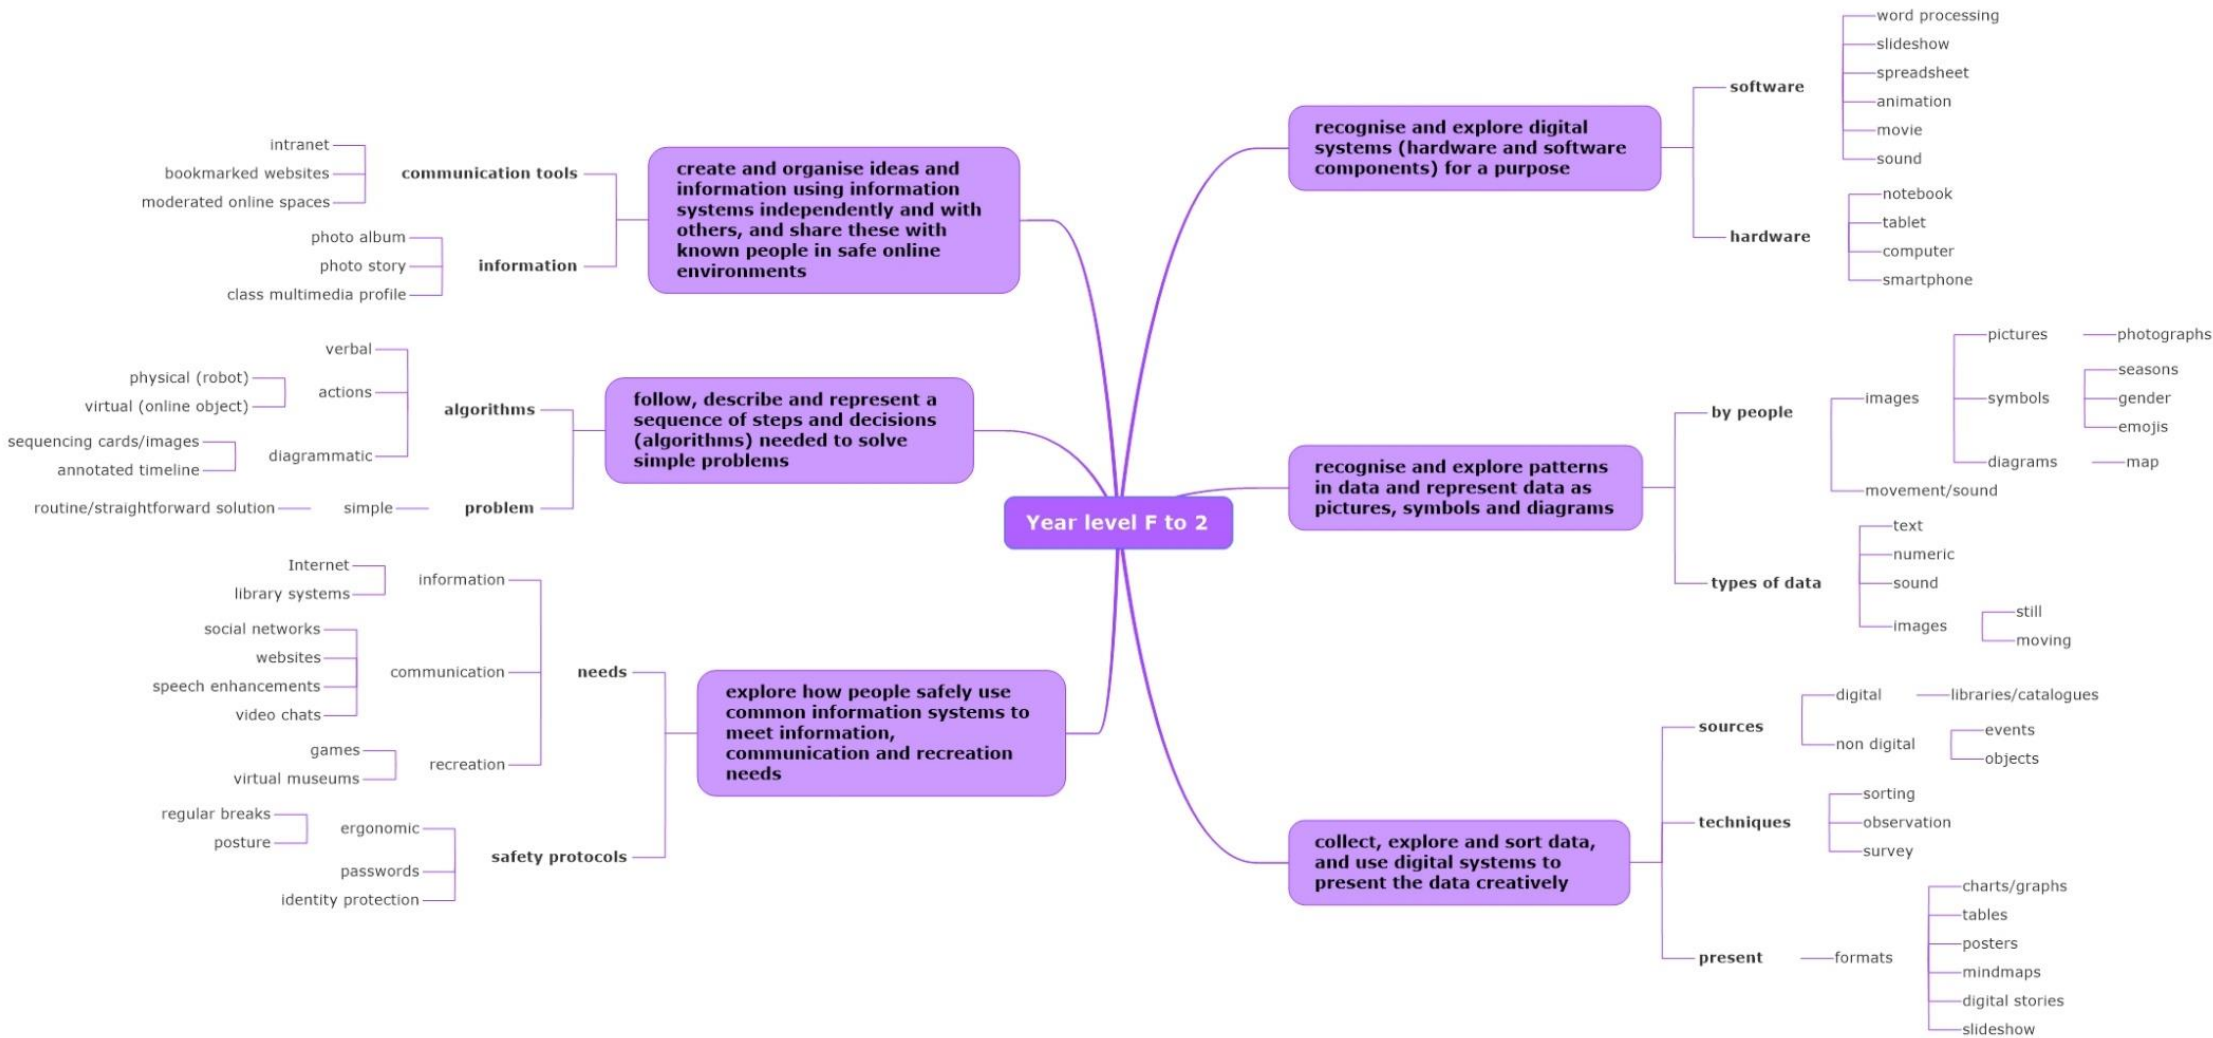 Year level F to 2
recognise and explore digital
systems (hardware and software
components) for a purpose
software
word processing
slideshow
spreadsheet
animation
movie
sound
hardware
notebook
tablet
computer
smartphone
recognise and explore patterns
in data and represent data as
pictures, symbols and diagrams
by people
images
pictures
photographs
symbols
seasons
gender
emojis
diagrams
map
movement/sound
types of data
text
numeric
sound
images
still
moving
collect, explore and sort data,
and use digital systems to
present the data creatively
sources
digital
libraries/catalogues
non digital
events
objects
techniques
sorting
observation
survey
present
formats
charts/graphs
tables
posters
mindmaps
digital stories
slideshow
create and organise ideas and
information using information
systems independently and with
others, and share these with
known people in safe online
environments
communication tools
intranet
bookmarked websites
moderated online spaces
information
photo album
photo story
class multimedia profile
follow, describe and represent a
sequence of steps and decisions
(algorithms) needed to solve
simple problems
algorithms
verbal
actions
physical (robot)
virtual (online object)
diagrammatic
sequencing cards/images
annotated timeline
problem
simple
routine/straightforward solution
explore how people safely use
common information systems to
meet information,
communication and recreation
needs
needs
information
Internet
library systems
communication
social networks
websites
speech enhancements
video chats
recreation
games
virtual museums
safety protocols
ergonomic
regular breaks
posture
passwords
identity protection